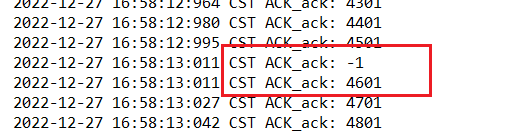 2022-12-27 16:58:12:964 CST ACK_ack: 4301
2022-12-27 16:58:12:980 CST ACK_ack: 4401
2022-12-27 16:58:12:995 CST ACK_ack: 4501
2022-12-27 16:58:13:011 CST ACK_ack: -1
2022-12-27 16:58:13:011 CST ACK_ack: 4601
2022-12-27 16:58:13:027 CST ACK_ack: 4701
2022-12-27 16:58:13:042 CST ACK_ack: 4801